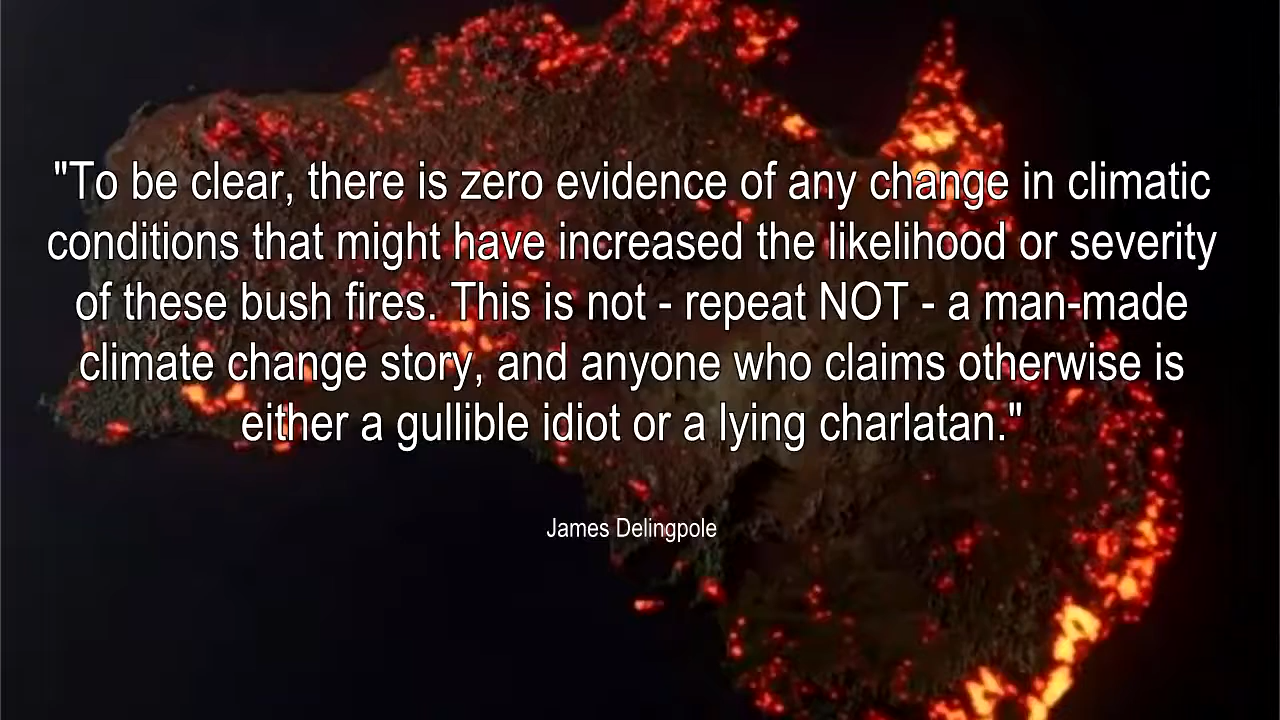 "To be clear, there is zero evidence of any change in climatic
conditions that might have increased the likelihood or severity
of these bush fires. This is not - repeat NOT - a man-made
climate change story, and anyone who claims otherwise is
either a gullible idiot or a lying charlatan."
James Delingpole